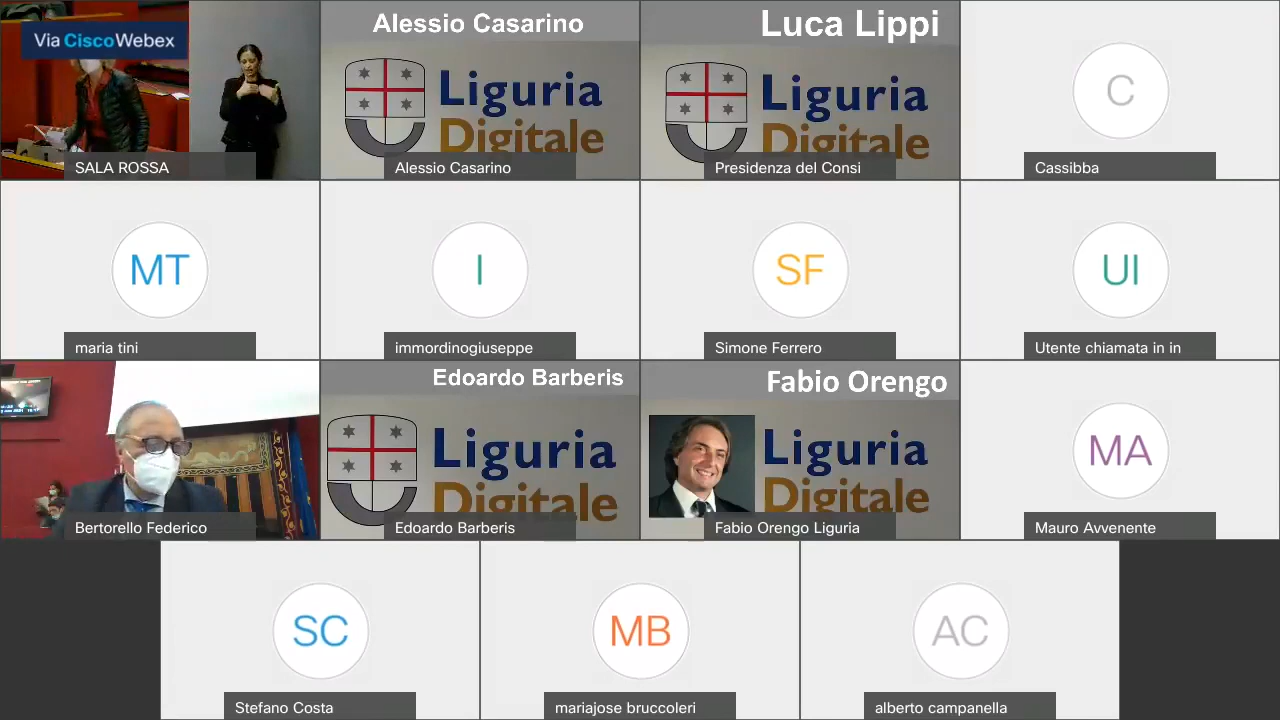 Via Cisco Webex
SALA ROSSA
Alessio Casarino
Liguria
Digitale
Alessio Casarino
Luca Lippi
Liguria
Digitale
Presidenza del Consi
C
Cassibba
MT
maria tini
I
immordinogiuseppe
SF
Simone Ferrero
UI
Utente chiamata in in
Bertorello Federico
Edoardo Barberis
Liguria
Digitale
Edoardo Barberis
Fabio Orengo
Liguria
Digitale
Fabio Orengo Liguria
MA
Mauro Avvenente
SC
Stefano Costa
MB
mariajose bruccoleri
AC
alberto campanella